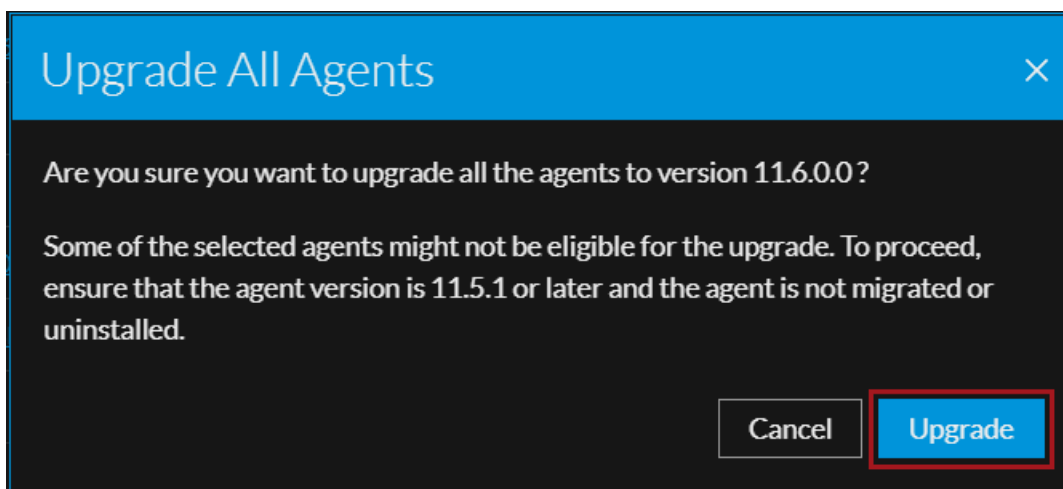 Upgrade All Agents
Are you sure you want to upgrade all the agents to version 11.6.0.0 ?
Some of the selected agents might not be eligible for the upgrade. To proceed,
ensure that the agent version is 11.5.1 or later and the agent is not migrated or
uninstalled.
Cancel
Upgrade